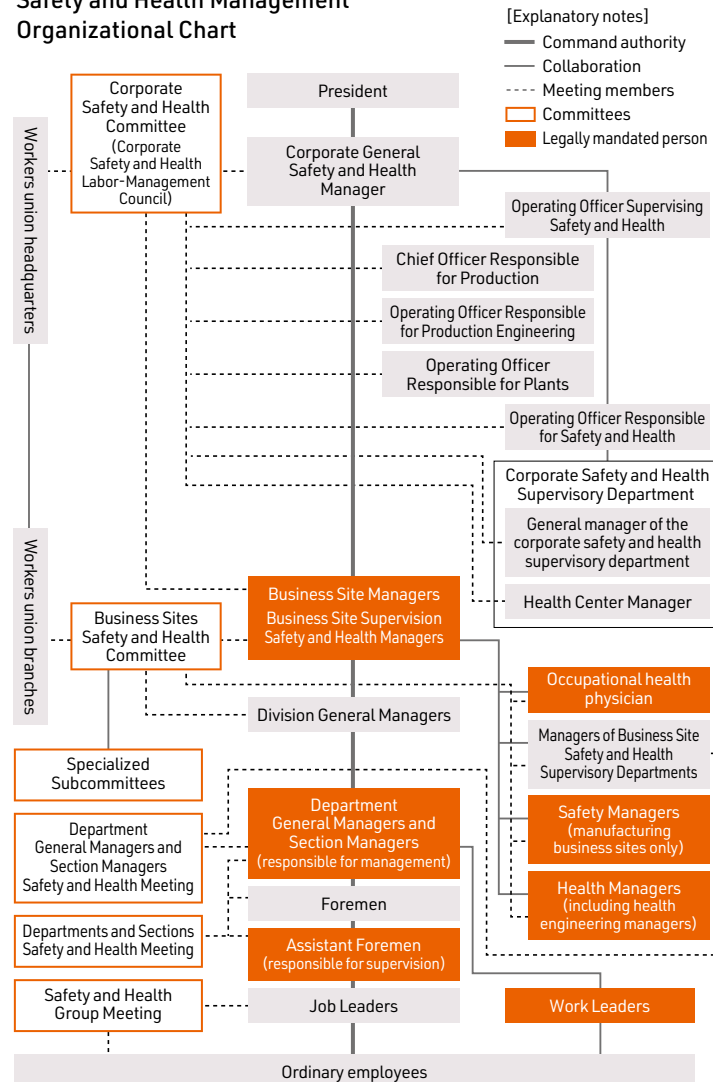 Safety and Health Management
Organizational Chart
[Explanatory notes]
Command authority
Collaboration
Meeting members
Committees
Legally mandated person
Corporate
Safety and Health
Committee
(Corporate
Safety and Health
Labor-Management
Council)
President
Corporate General
Safety and Health
Manager
Workers union headquarters
Operating Officer Supervising
Safety and Health
Chief Officer Responsible
for Production
Operating Officer Responsible
for Production Engineering
Operating Officer
Responsible for Plants
Operating Officer Responsible
for Safety and Health
Corporate Safety and Health
Supervisory Department
General manager of the
corporate safety and health
supervisory department
Health Center Manager
Workers union branches
Business Site Managers
Business Site Supervision
Safety and Health Managers
Business Sites
Safety and Health
Committee
Occupational health
physician
Division General Managers
Managers of Business Site
Safety and Health
Supervisory Departments
Specialized
Subcommittees
Department
General Managers and
Section Managers
(responsible for management)
Safety Managers
(manufacturing
business sites only)
Department
General Managers and
Section Managers
Safety and Health Meeting
Health Managers
(including health
engineering managers)
Foremen
Departments and Sections
Safety and Health Meeting
Assistant Foremen
(responsible for supervision)
Safety and Health
Group Meeting
Job Leaders
Work Leaders
Ordinary employees